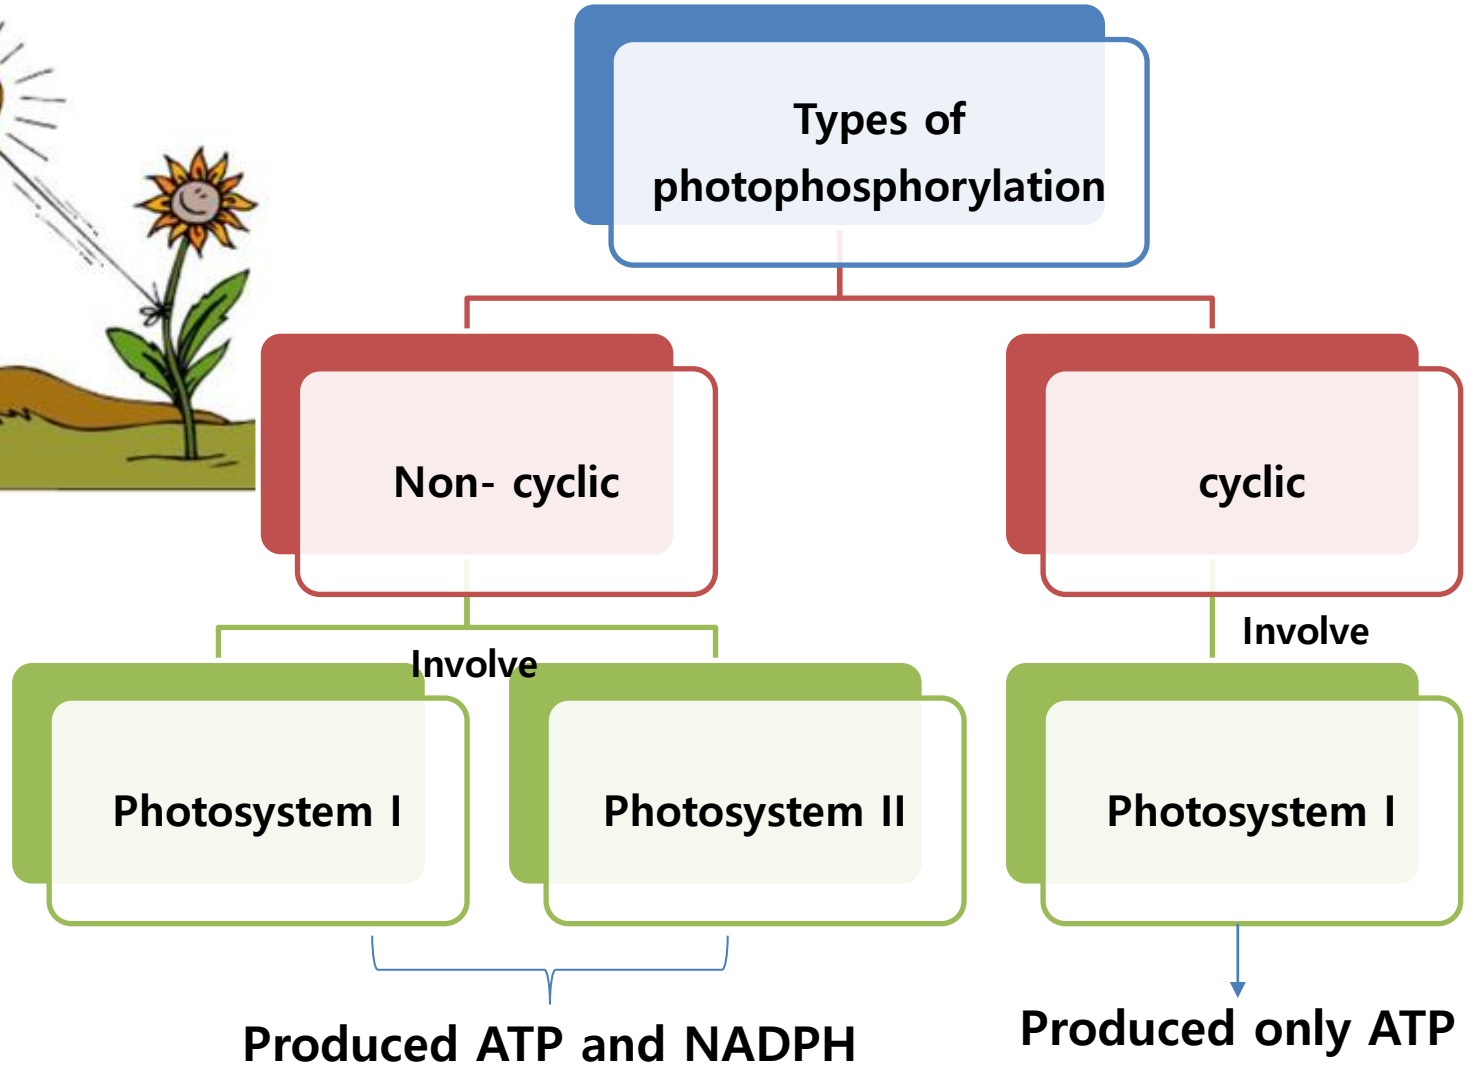 Types of
photophosphorylation
Non- cyclic
cyclic
Involve
Involve
Photosystem I
Photosystem II
Photosystem I
Produced ATP and NADPH
Produced only ATP